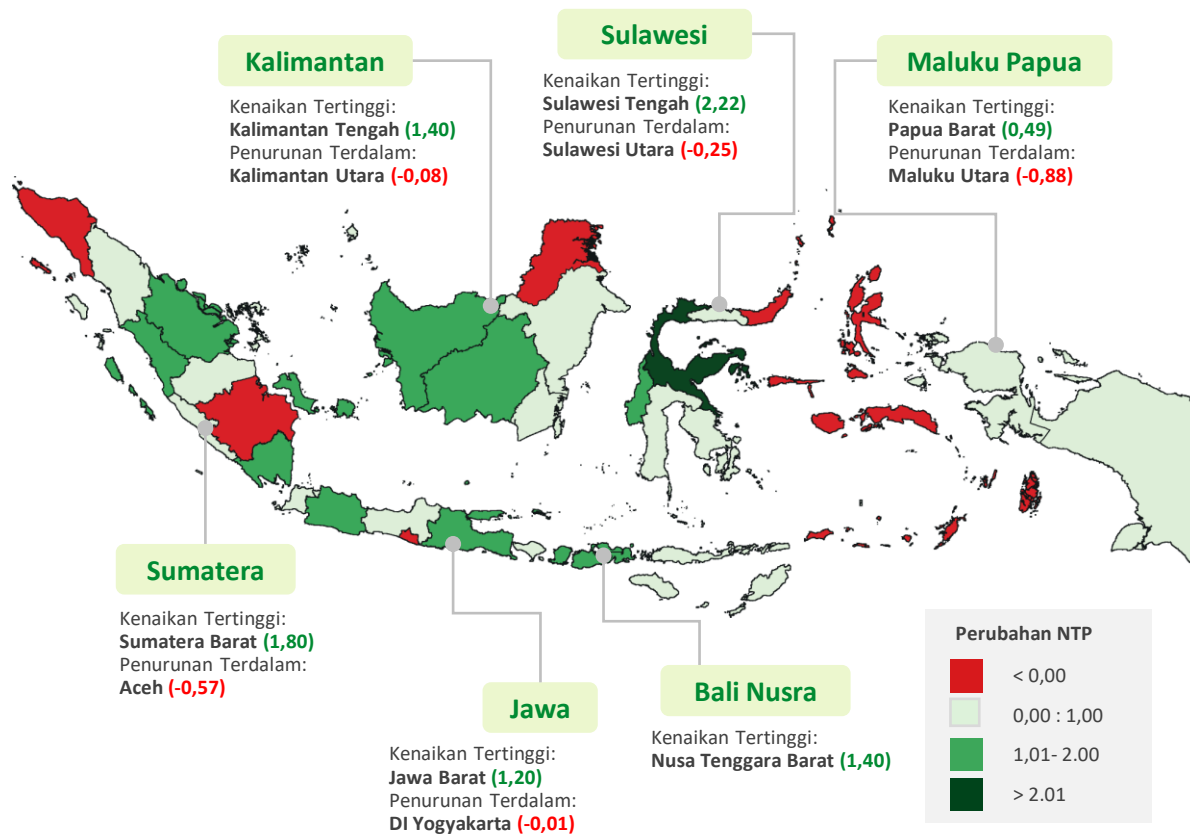 Kalimantan
Kenaikan Tertinggi:
Kalimantan Tengah (1,40)
Penurunan Terdalam:
Kalimantan Utara (-0,08)
Sulawesi
Kenaikan Tertinggi:
Sulawesi Tengah (2,22)
Penurunan Terdalam:
Sulawesi Utara (-0,25)
Maluku Papua
Kenaikan Tertinggi:
Papua Barat (0,49)
Penurunan Terdalam:
Maluku Utara (-0,88)
Sumatera
Kenaikan Tertinggi:
Sumatera Barat (1,80)
Penurunan Terdalam:
Aceh (-0,57)
Jawa
Kenaikan Tertinggi:
Jawa Barat (1,20)
Penurunan Terdalam:
DI Yogyakarta (-0,01)
Bali Nusra
Kenaikan Tertinggi:
Nusa Tenggara Barat (1,40)
Perubahan NTP
< 0,00
0,00 : 1,00
1,01- 2.00
> 2.01